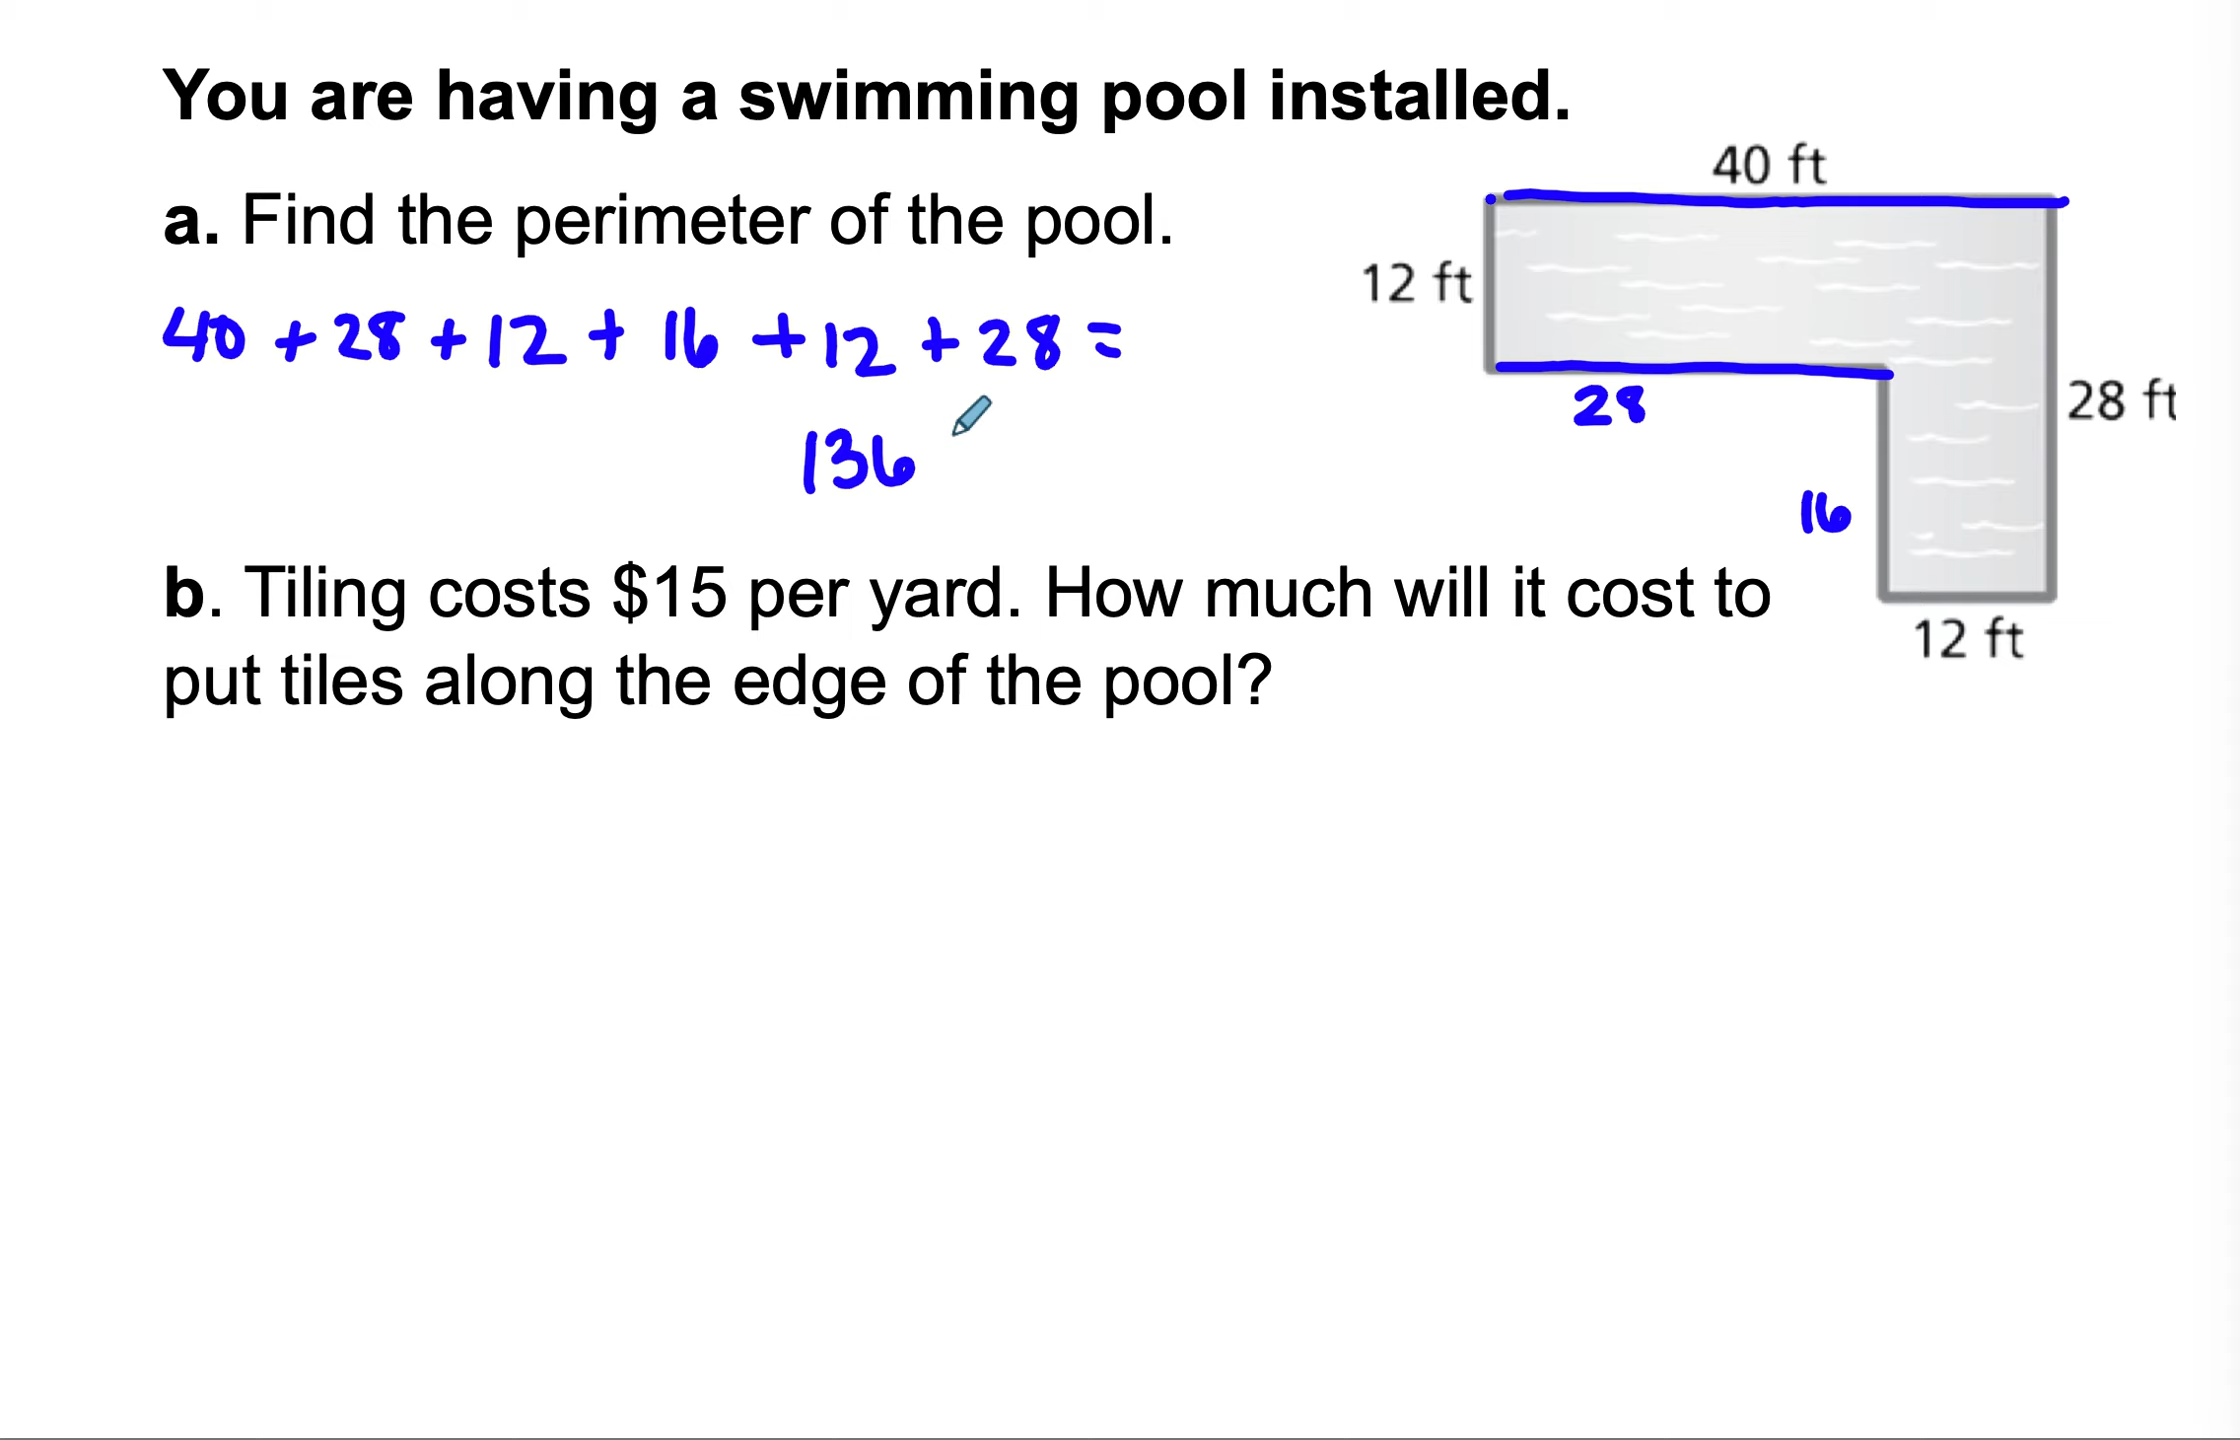 You are having a swimming pool installed.
40 ft
a. Find the perimeter of the pool.
12 ft
40 + 28 + 12 + 16 + 12 + 28 =
28
28 ft
136
16
b. Tiling costs $15 per yard. How much will it cost to
put tiles along the edge of the pool?
12 ft